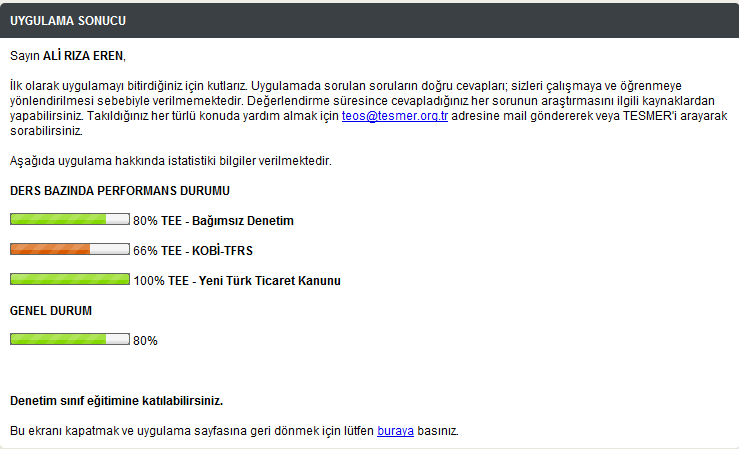 UYGULAMA SONUCU
Sayın ALİ RIZA EREN,
İlk olarak uygulamayı bitirdiğiniz için kutlarız. Uygulamada sorulan soruların doğru cevapları; sizleri çalışmaya ve öğrenmeye
yönlendirilmesi sebebiyle verilmemektedir. Değerlendirme süresince cevapladığınız her sorunun araştırmasını ilgili kaynaklardan
yapabilirsiniz. Takıldığınız her türlü konuda yardım almak için teos@tesmer.org.tr adresine mail göndererek veya TESMER'i arayarak
sorabilirsiniz.
Aşağıda uygulama hakkında istatistiki bilgiler verilmektedir.
DERS BAZINDA PERFORMANS DURUMU
80% TEE - Bağımsız Denetim
66% TEE - KOBİ-TFRS
100% TEE - Yeni Türk Ticaret Kanunu
GENEL DURUM
80%
Denetim sınıf eğitimine katılabilirsiniz.
Bu ekranı kapatmak ve uygulama sayfasına geri dönmek için lütfen buraya basınız.